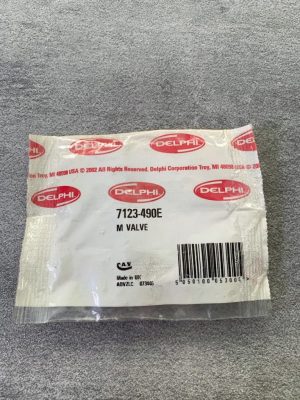 DELPHI DELPHI
MI 48098 USA © 2002 All Rights Reserved. Delphi Corporation Troy, MI 48098 USA
DELPHI DELPHI DELPHI
7123-490E
M VALVE
C.A.V.
Made in UK